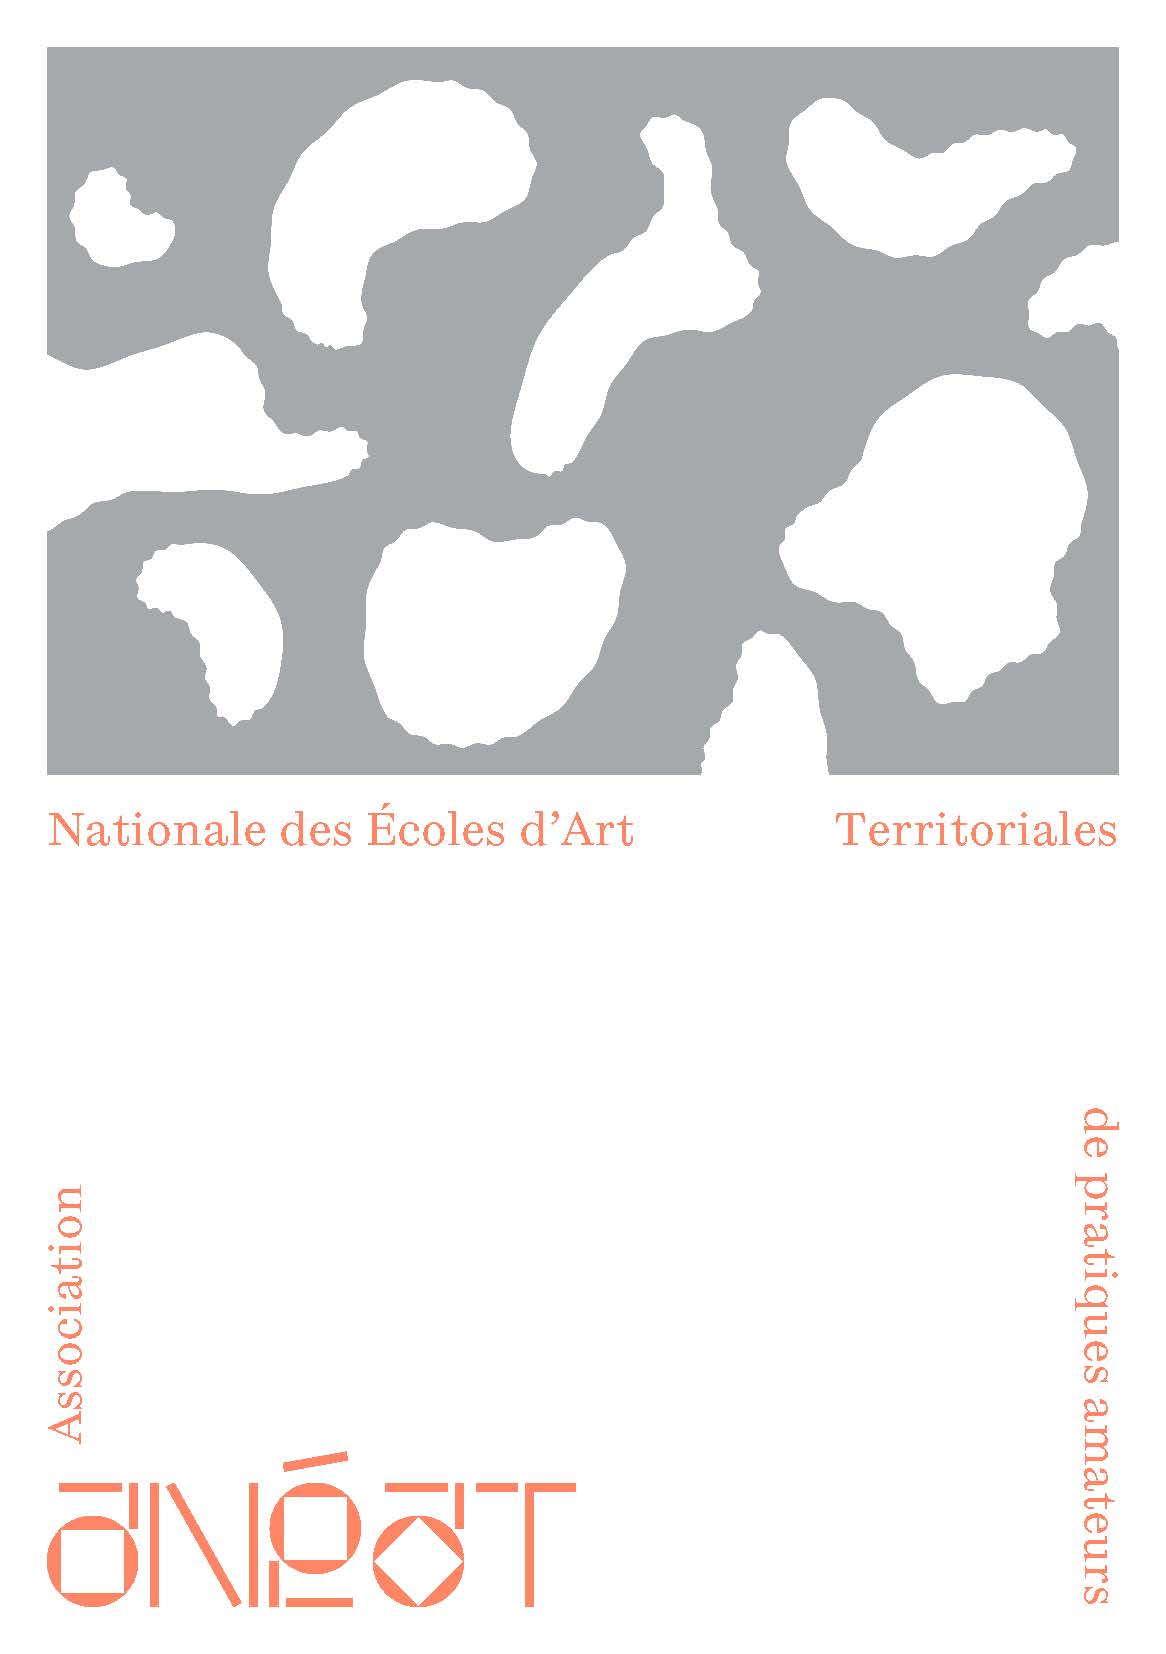 Nationale des Écoles d’Art
Territoriales
de pratiques amateurs
Association
aNÉaT